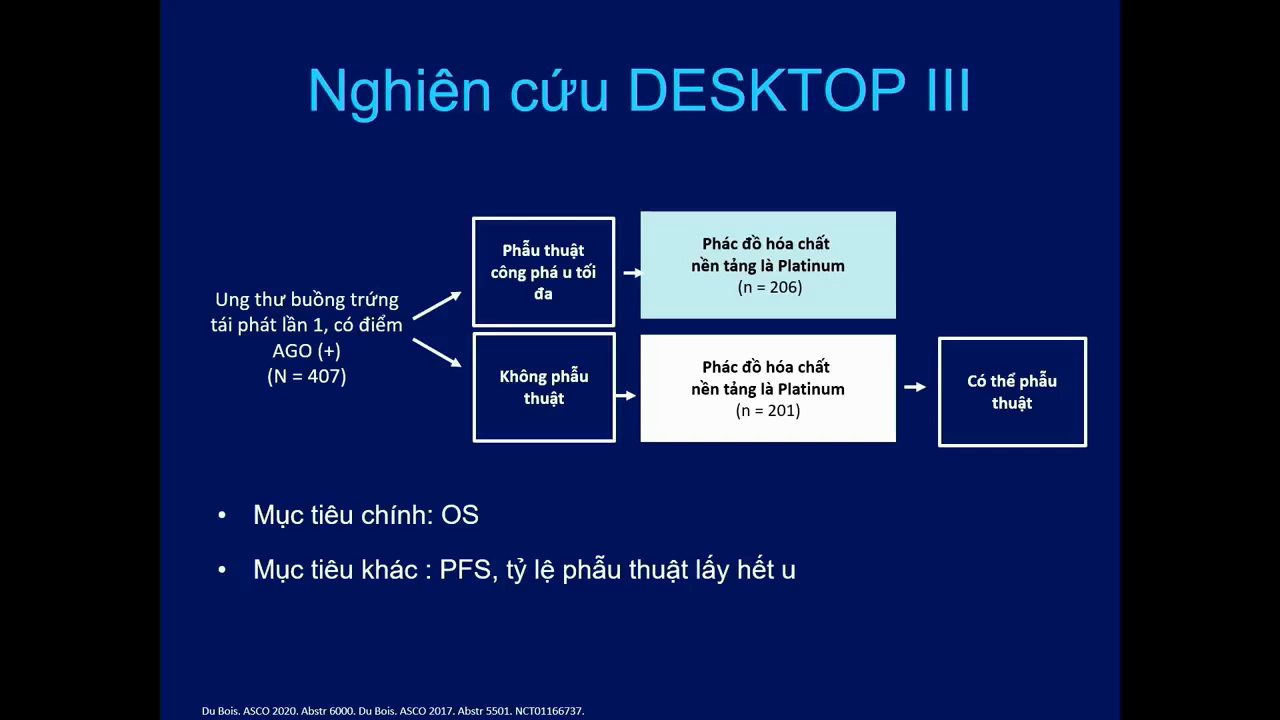 Nghiên cứu DESKTOP III
Ung thư buồng trứng
tái phát lần 1, có điểm
AGO (+)
(N = 407)
Phẫu thuật
công phá u tối
đa
Phác đồ hóa chất
nền tảng là Platinum
(n = 206)
Không phẫu
thuật
Phác đồ hóa chất
nền tảng là Platinum
(n = 201)
Có thể phẫu
thuật
• Mục tiêu chính: OS
• Mục tiêu khác : PFS, tỷ lệ phẫu thuật lấy hết u
Du Bois. ASCO 2020. Abstr 6000. Du Bois. ASCO 2017. Abstr 5501. NCT01166737.